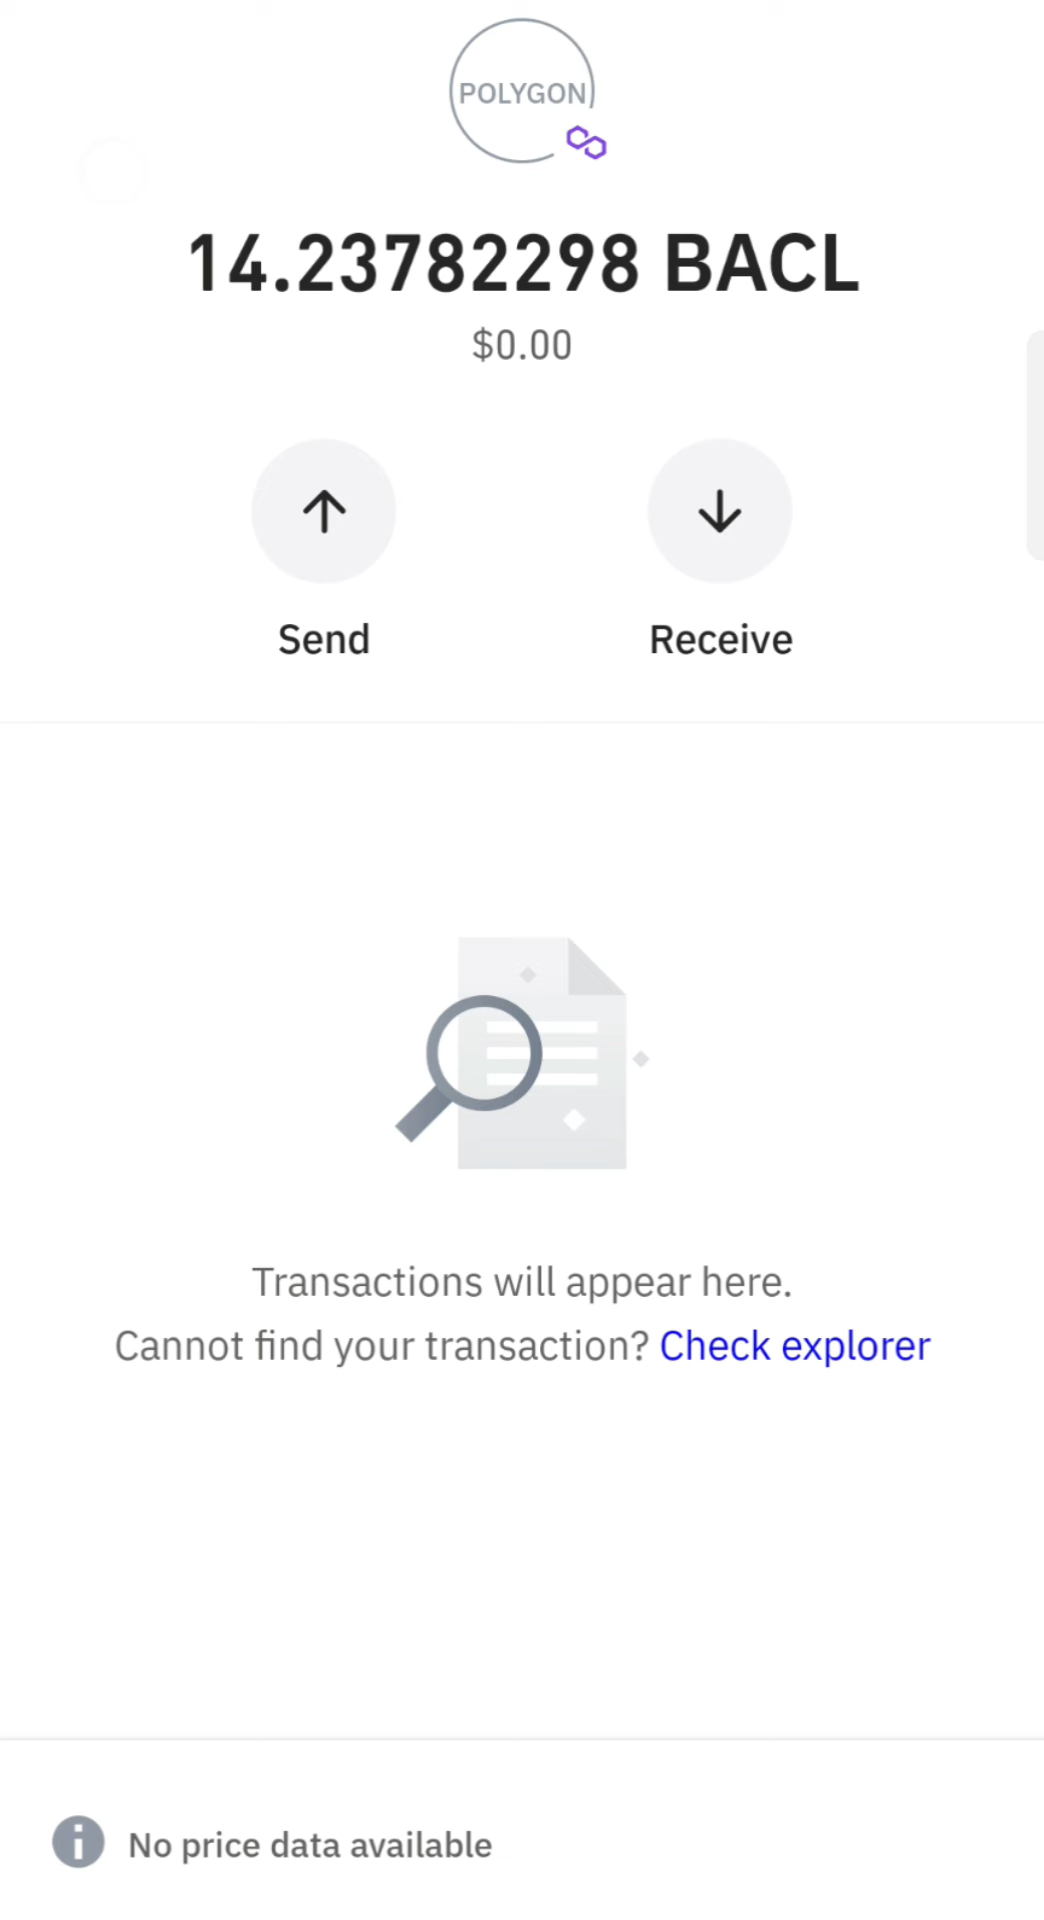 POLYGON
14.23782298 BACL
$0.00
Send
Receive
Transactions will appear here.
Cannot find your transaction? Check explorer
No price data available